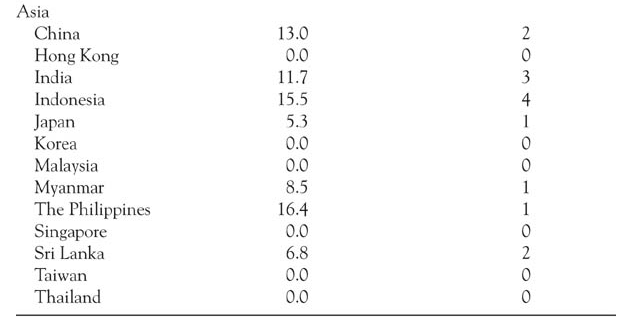 Asia
China 13.0 2
Hong Kong 0.0 0
India 11.7 3
Indonesia 15.5 4
Japan 5.3 1
Korea 0.0 0
Malaysia 0.0 0
Myanmar 8.5 1
The Philippines 16.4 1
Singapore 0.0 0
Sri Lanka 6.8 2
Taiwan 0.0 0
Thailand 0.0 0